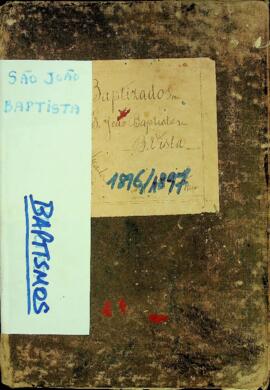 SÃO JOÃO
BAPTISTA
BAPTISMOS
Baptizados
S. João Baptista
B. Vista
1896/1897